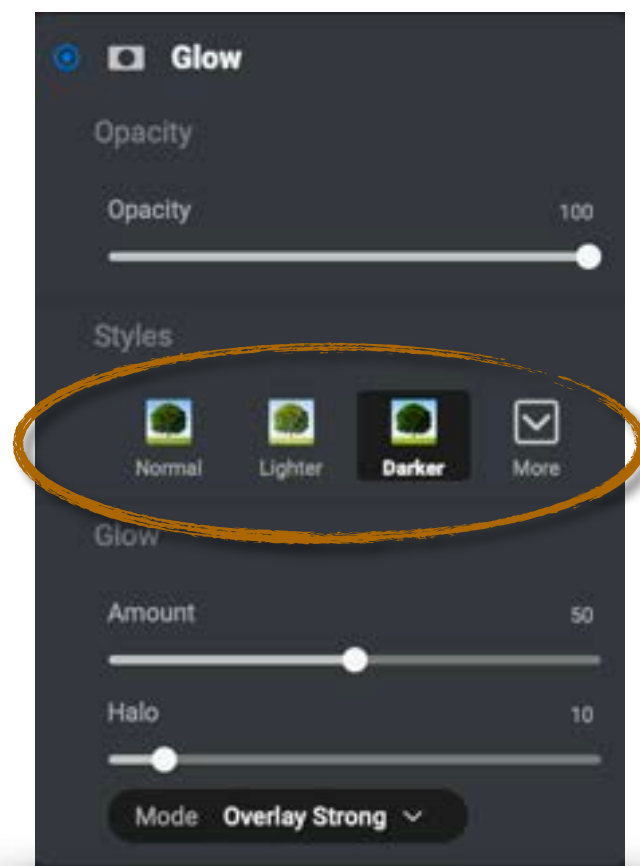 Glow
Opacity
Opacity 100
Styles
Normal Lighter Darker More
Glow
Amount 50
Halo 10
Mode Overlay Strong